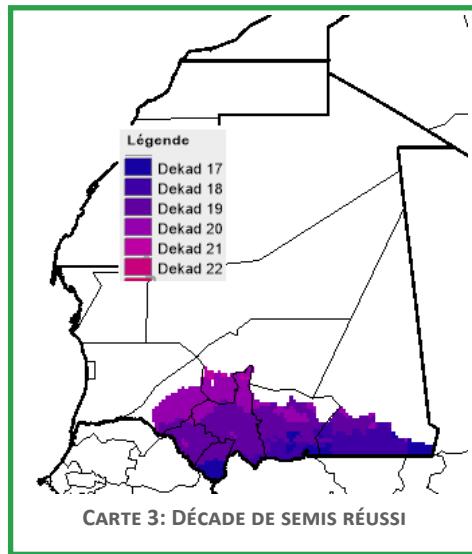 Légende
Dekad 17
Dekad 18
Dekad 19
Dekad 20
Dekad 21
Dekad 22
CARTE 3: DÉCADE DE SEMIS RÉUSSI